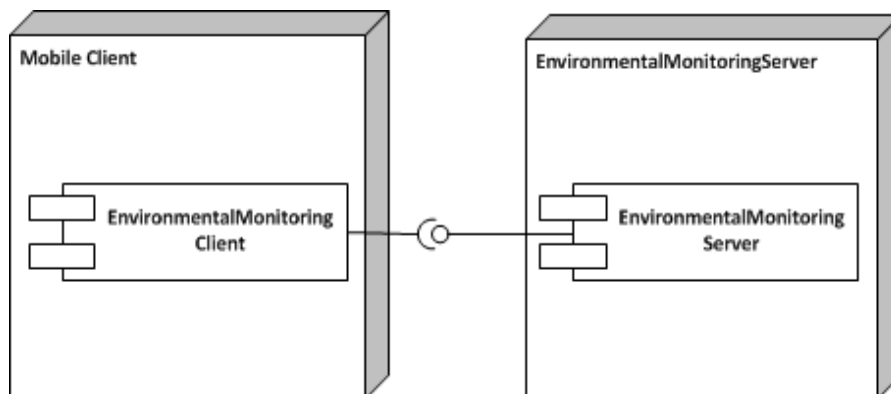 Mobile Client
EnvironmentalMonitoringServer
EnvironmentalMonitoring
Client
EnvironmentalMonitoring
Server